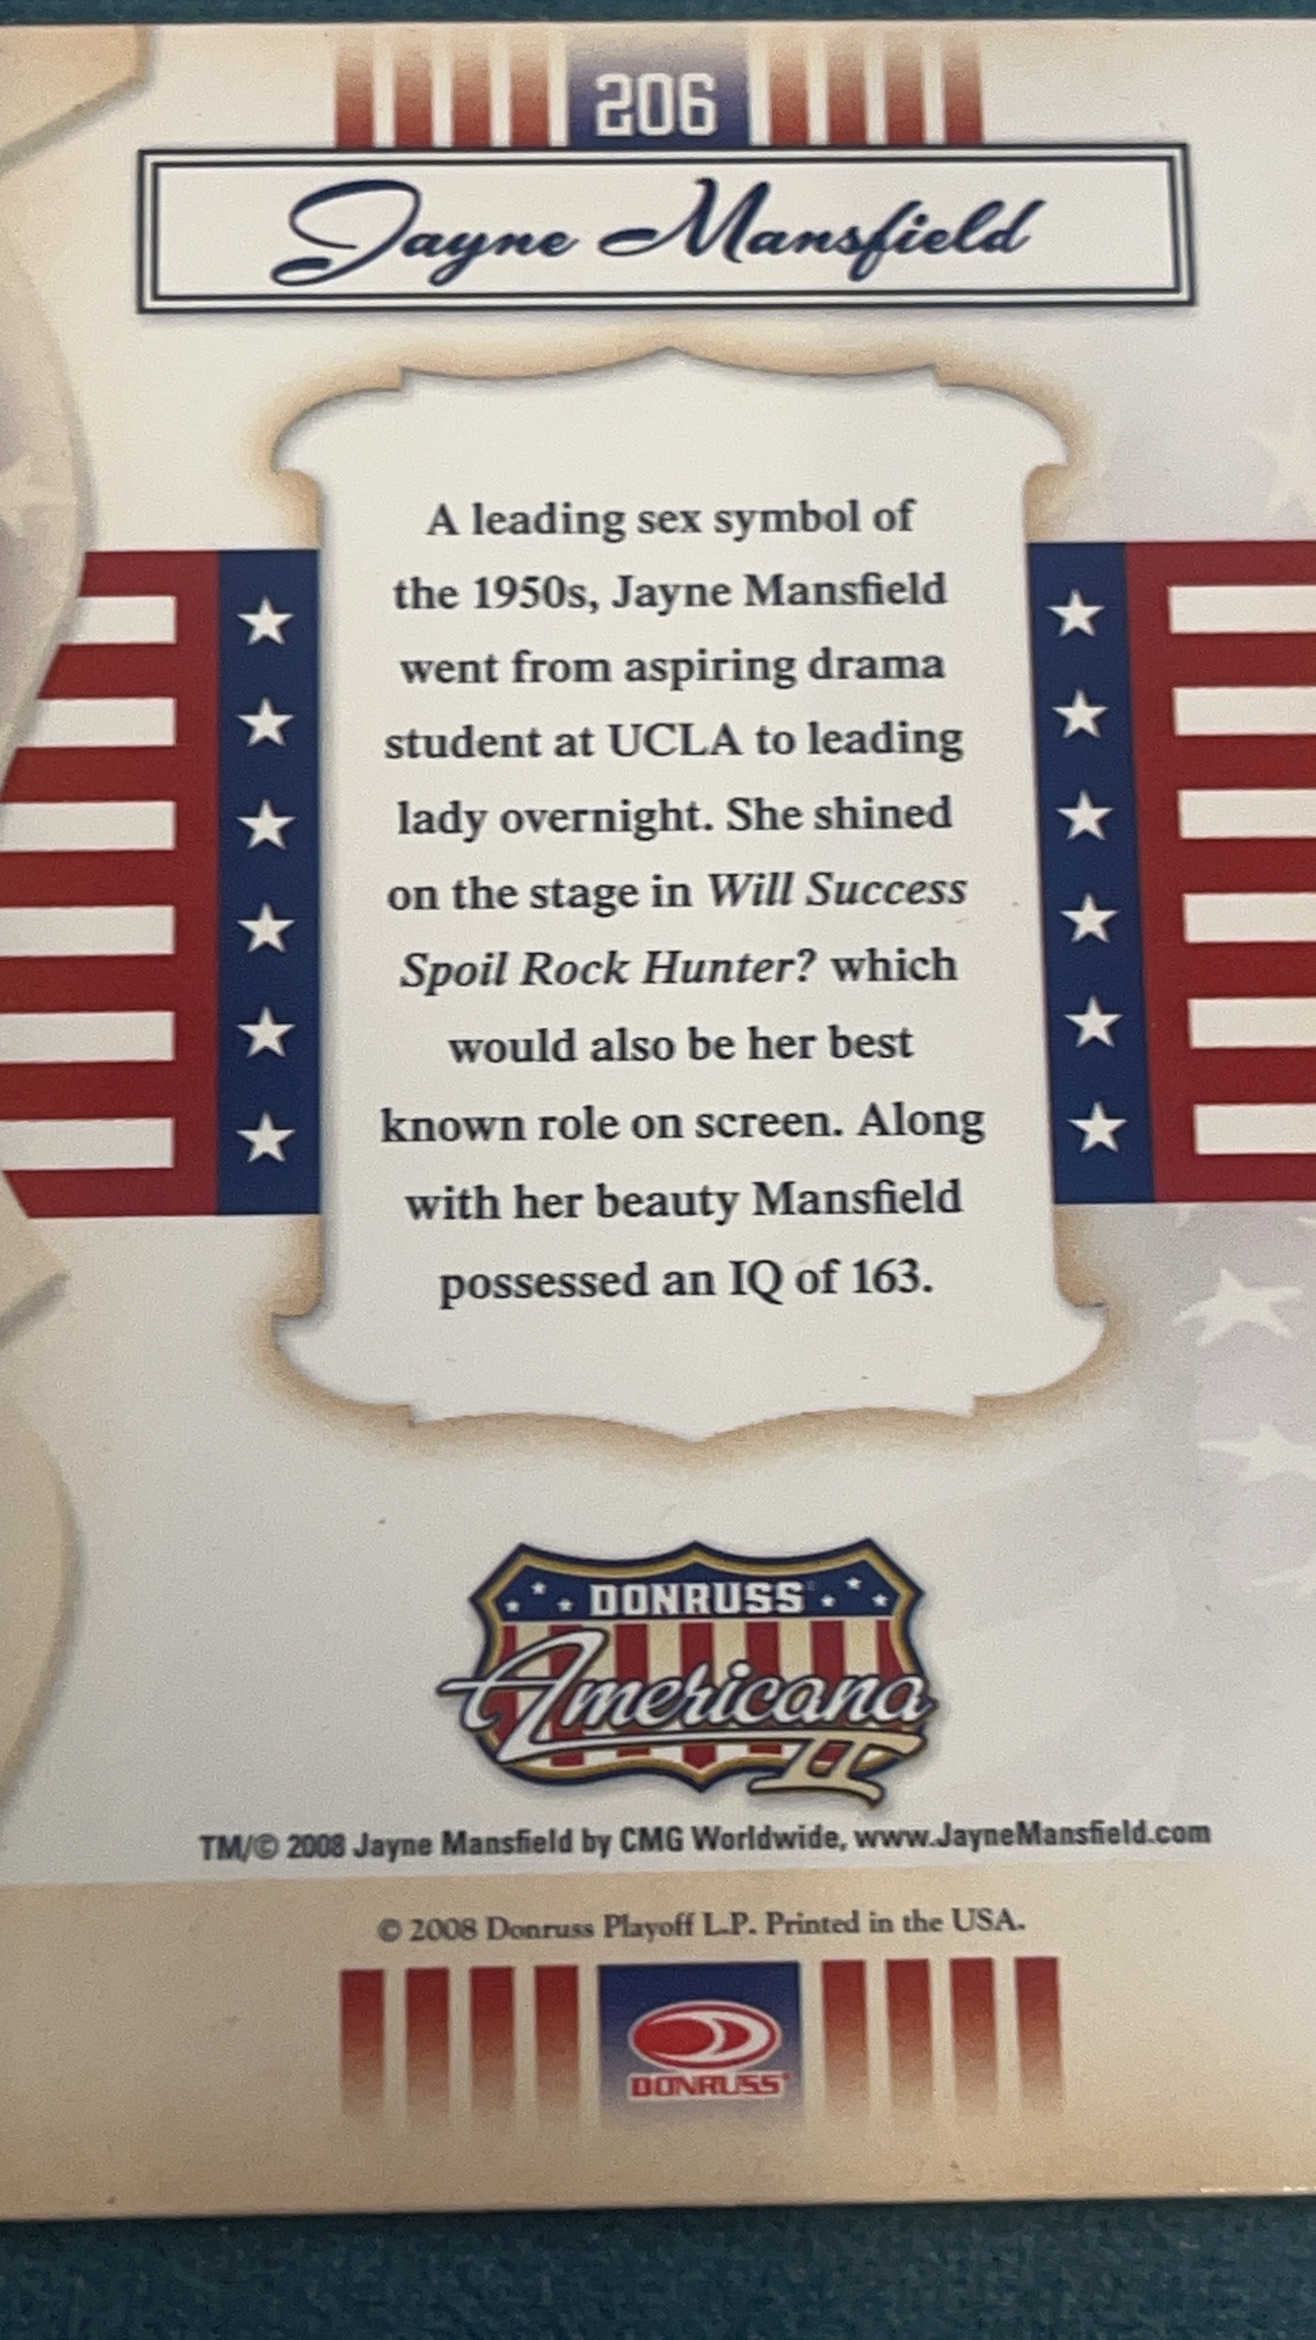 206
Jayne Mansfield
A leading sex symbol of
the 1950s, Jayne Mansfield
went from aspiring drama
student at UCLA to leading
lady overnight. She shined
on the stage in Will Success
Spoil Rock Hunter? which
would also be her best
known role on screen. Along
with her beauty Mansfield
possessed an IQ of 163.
DONRUSS
Americana
II
TM/© 2008 Jayne Mansfield by CMG Worldwide, www.JayneMansfield.com
© 2008 Donruss Playoff L.P. Printed in the USA.
DONRUSS